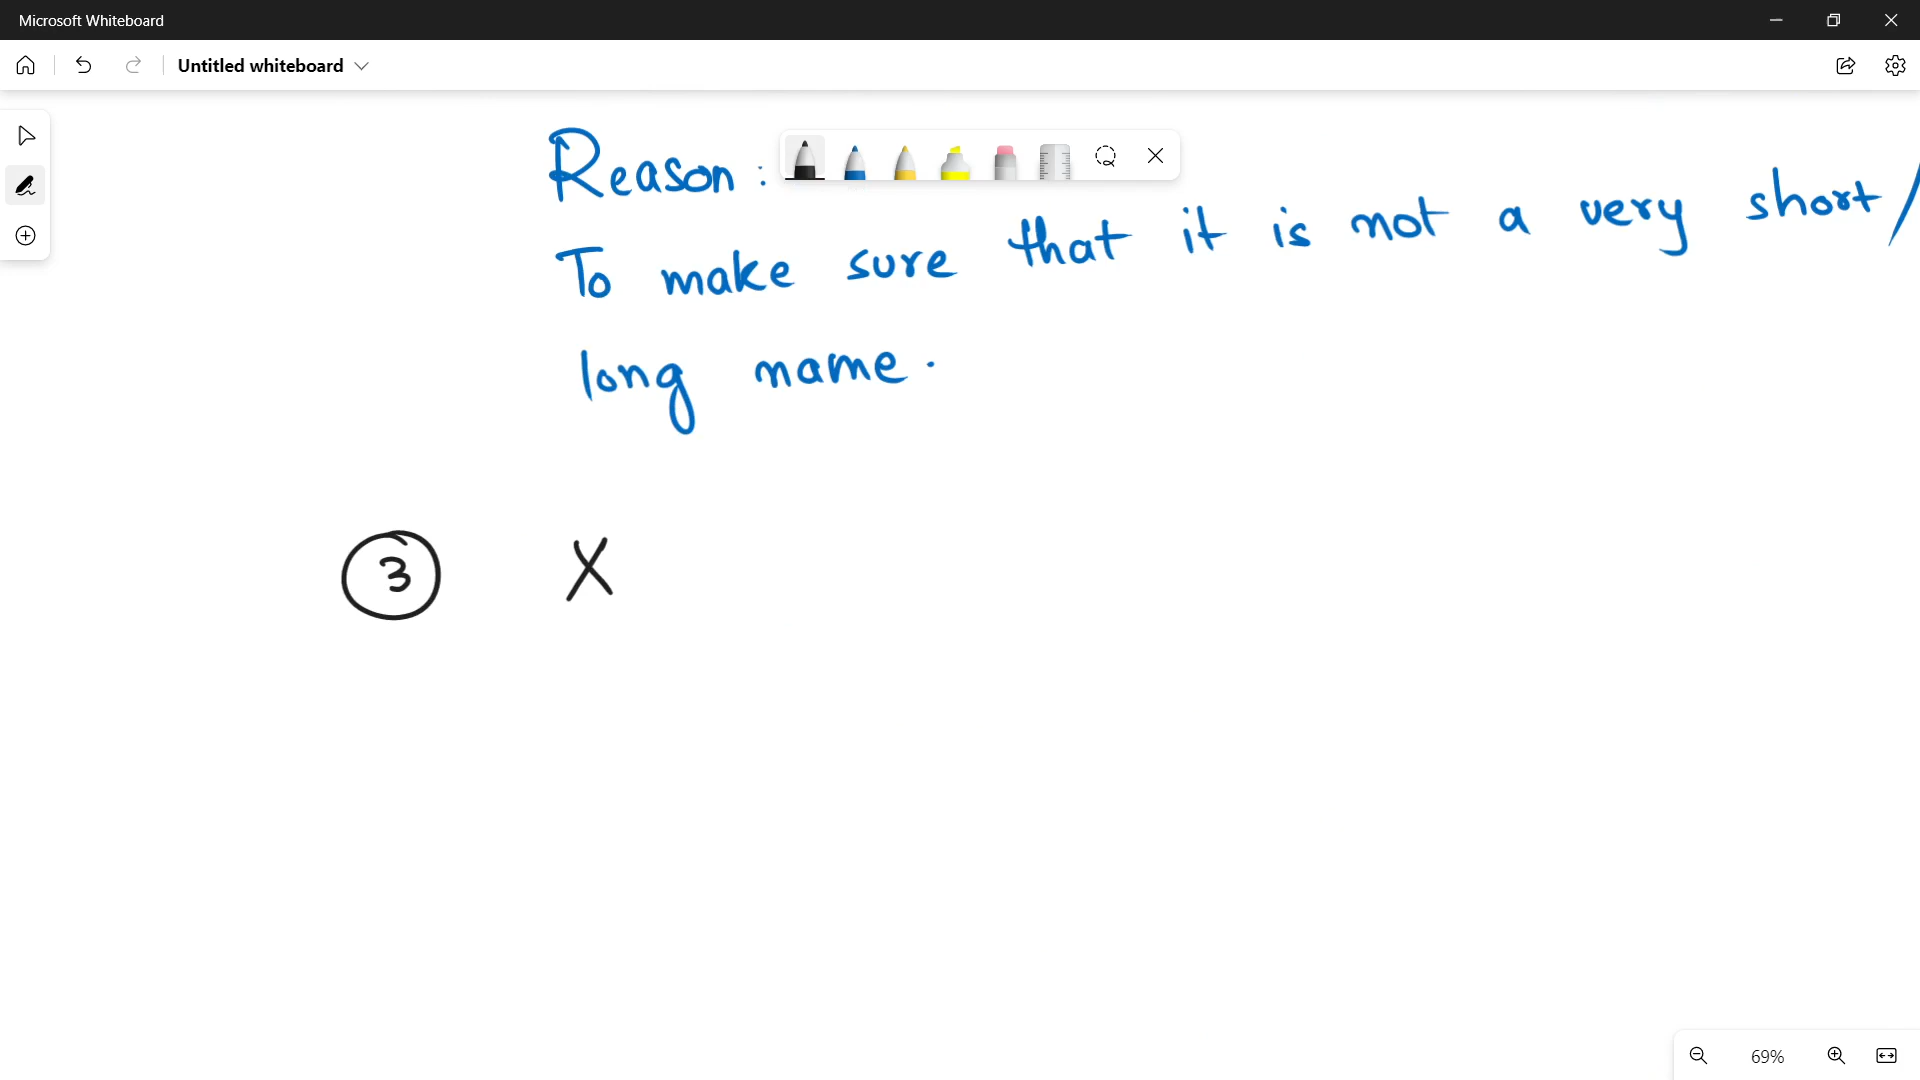 Microsoft Whiteboard
Untitled whiteboard
Reason :
To make sure that it is not a very short/
long name.
3 X
69%